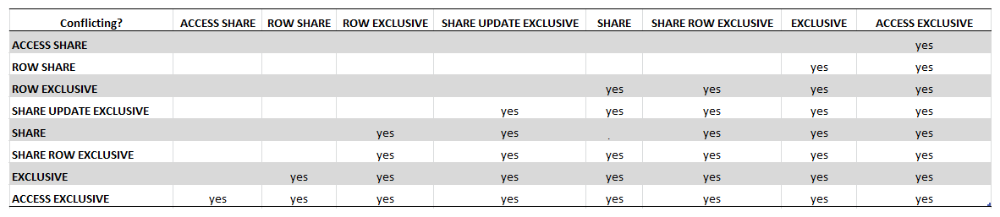 Conflicting? ACCESS SHARE ROW SHARE ROW EXCLUSIVE SHARE UPDATE EXCLUSIVE SHARE SHARE ROW EXCLUSIVE EXCLUSIVE ACCESS EXCLUSIVE
ACCESS SHARE yes
ROW SHARE yes yes
ROW EXCLUSIVE yes yes yes yes
SHARE UPDATE EXCLUSIVE yes yes yes yes yes
SHARE yes yes . yes yes yes
SHARE ROW EXCLUSIVE yes yes yes yes yes yes
EXCLUSIVE yes yes yes yes yes yes yes
ACCESS EXCLUSIVE yes yes yes yes yes yes yes yes